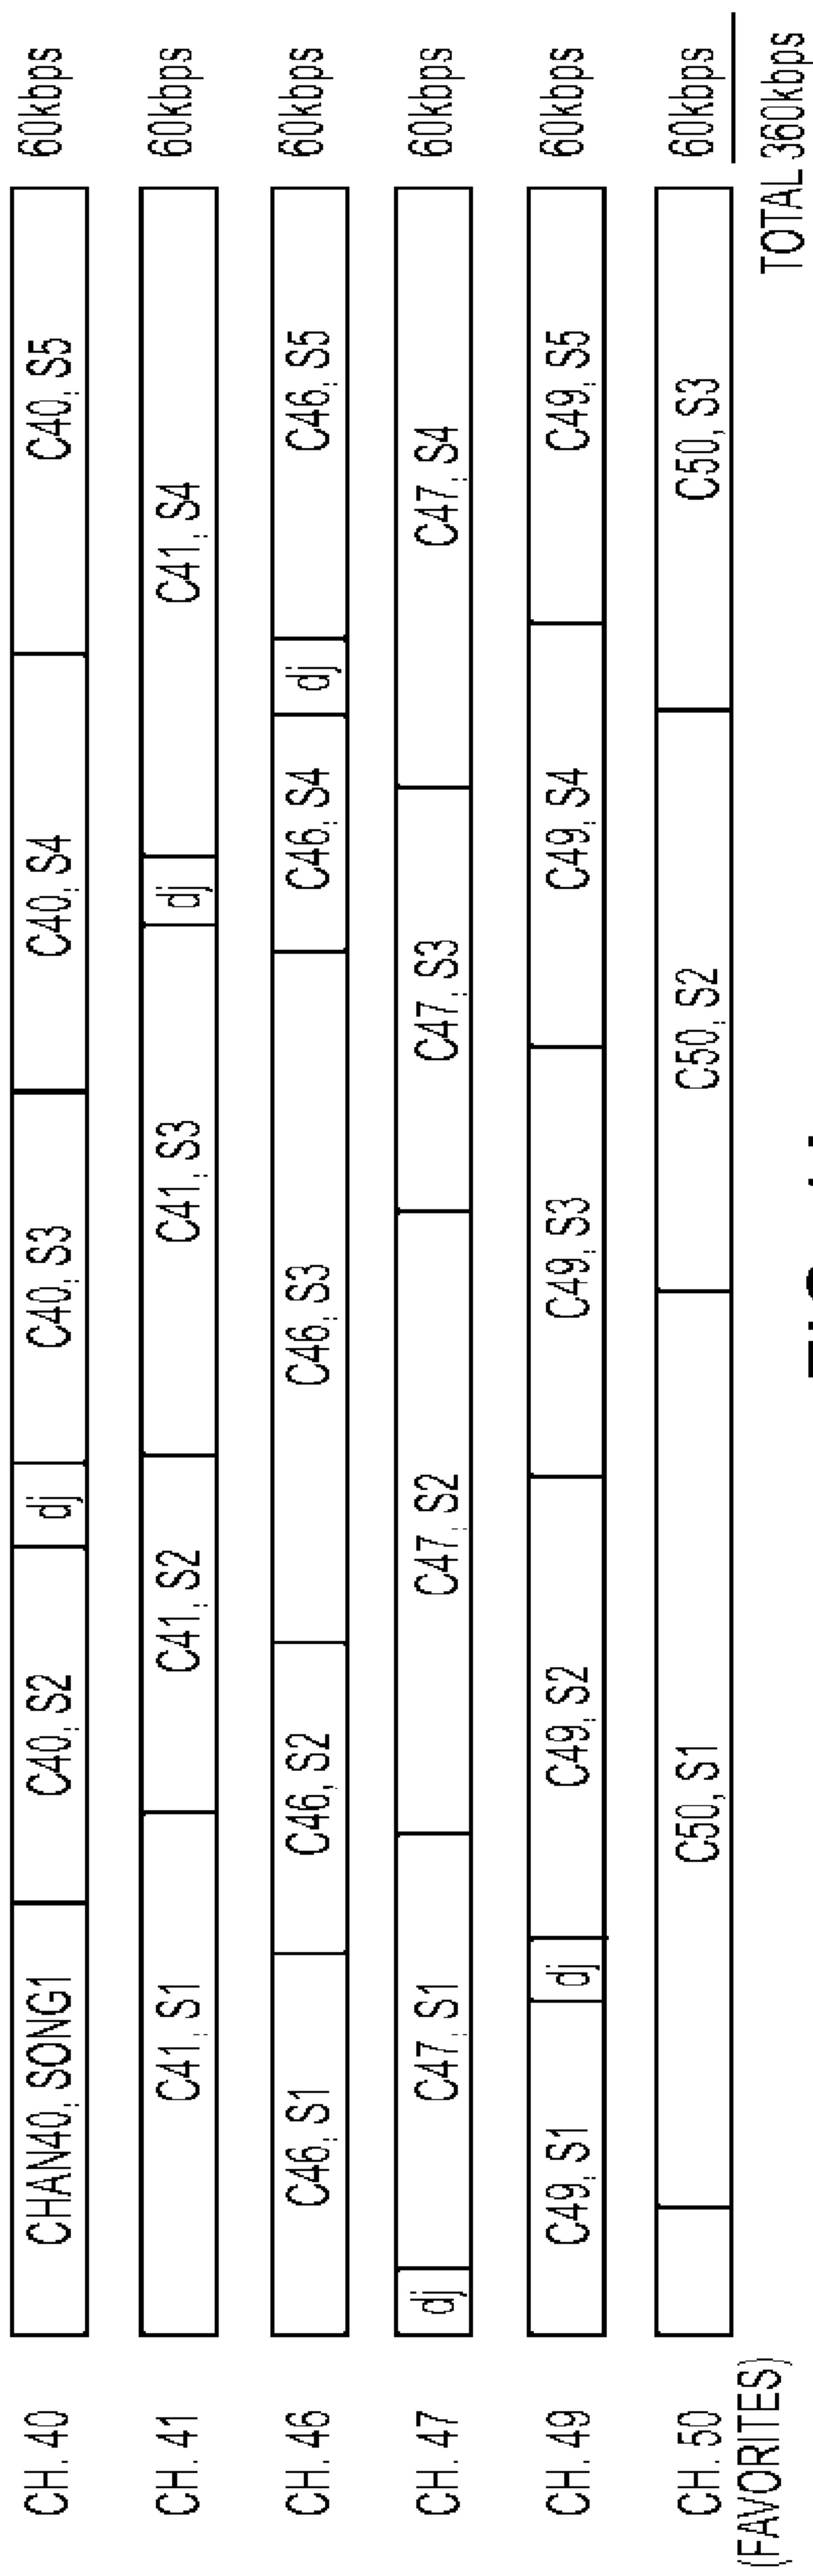 CH. 40 CHAN40, SONG1 C40, S2 dj C40, S3 C40, S4 C40, S5 60kbps
CH. 41 C41, S1 C41, S2 C41, S3 dj C41, S4 60kbps
CH. 46 C46, S1 C46, S2 C46, S3 C46, S4 dj C46, S5 60kbps
CH. 47 dj C47, S1 C47, S2 C47, S3 C47, S4 60kbps
CH. 49 C49, S1 dj C49, S2 C49, S3 C49, S4 C49, S5 60kbps
CH. 50 C50, S1 C50, S2 C50, S3 60kbps
(FAVORITES)
TOTAL 360kbps